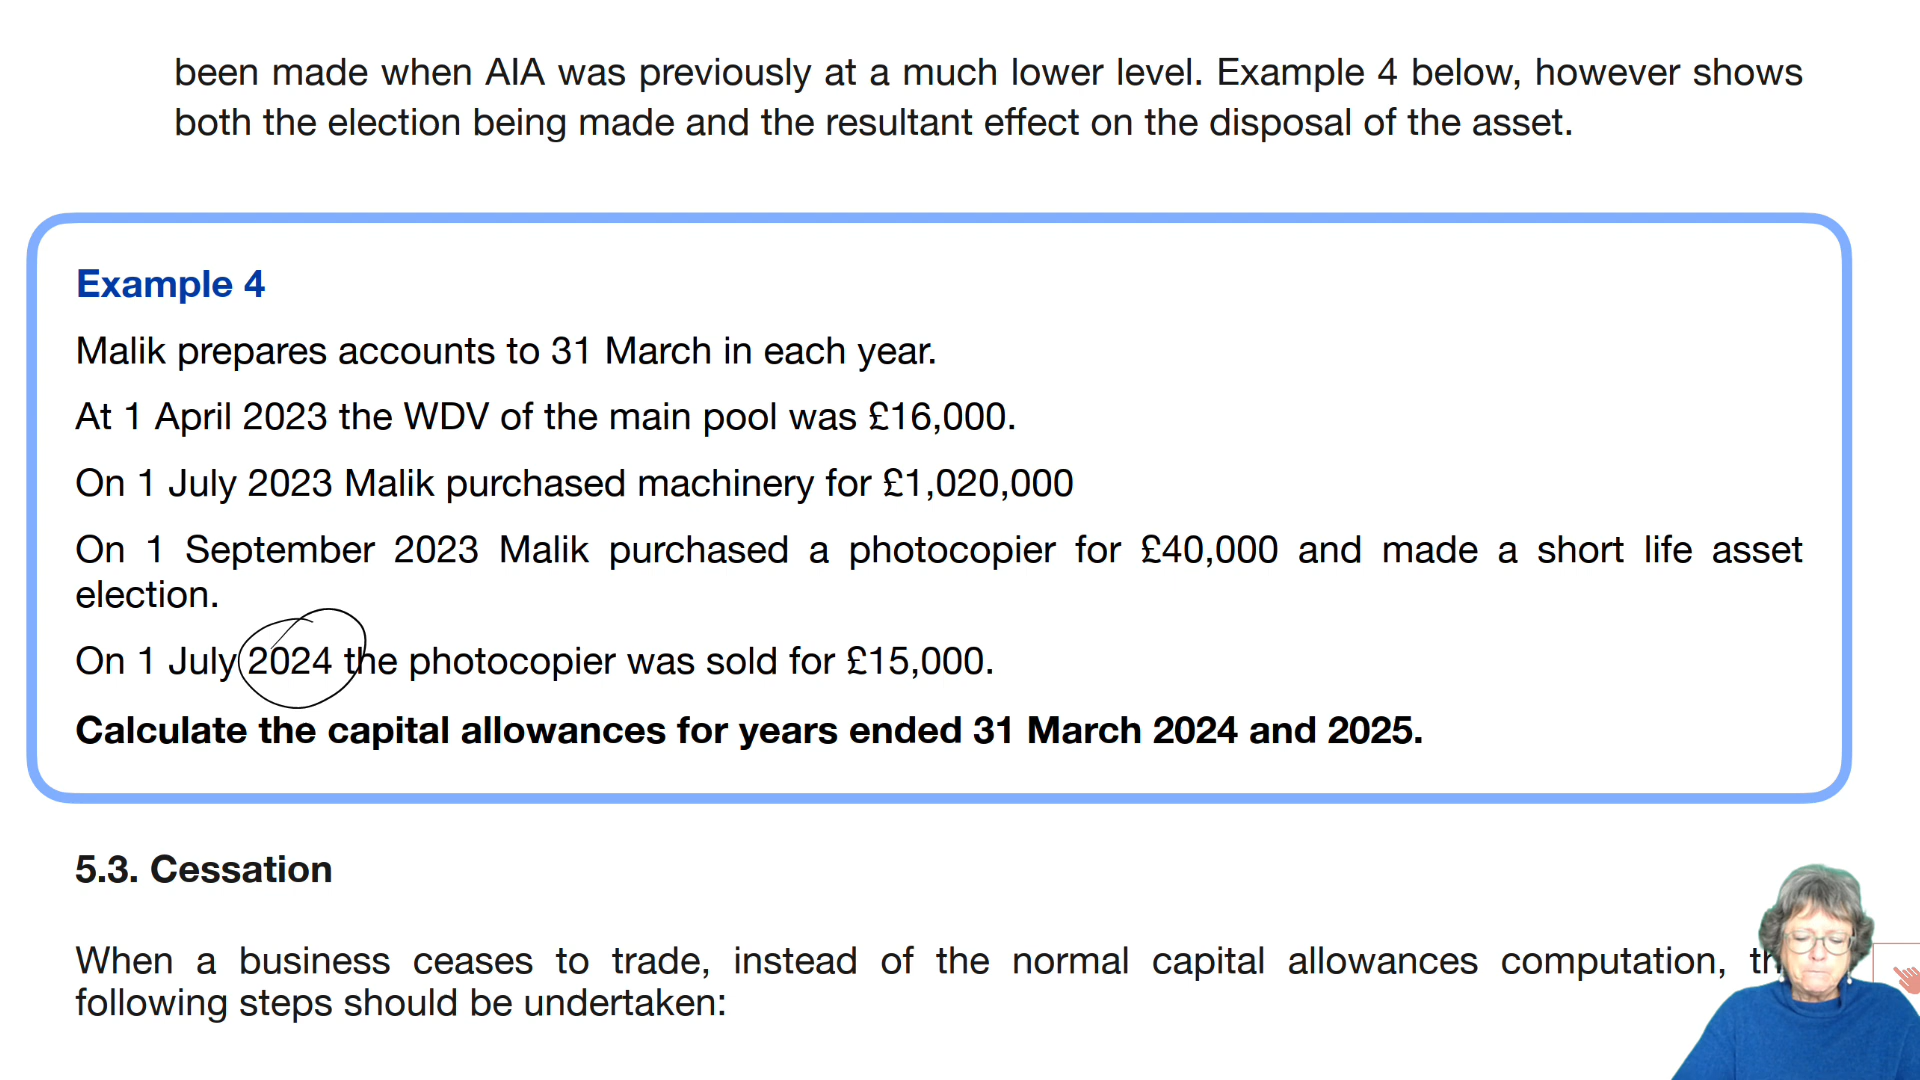 been made when AIA was previously at a much lower level. Example 4 below, however shows
both the election being made and the resultant effect on the disposal of the asset.
Example 4
Malik prepares accounts to 31 March in each year.
At 1 April 2023 the WDV of the main pool was £16,000.
On 1 July 2023 Malik purchased machinery for £1,020,000
On 1 September 2023 Malik purchased a photocopier for £40,000 and made a short life asset
election.
On 1 July 2024 the photocopier was sold for £15,000.
Calculate the capital allowances for years ended 31 March 2024 and 2025.
5.3. Cessation
When a business ceases to trade, instead of the normal capital allowances computation,
following steps should be undertaken: